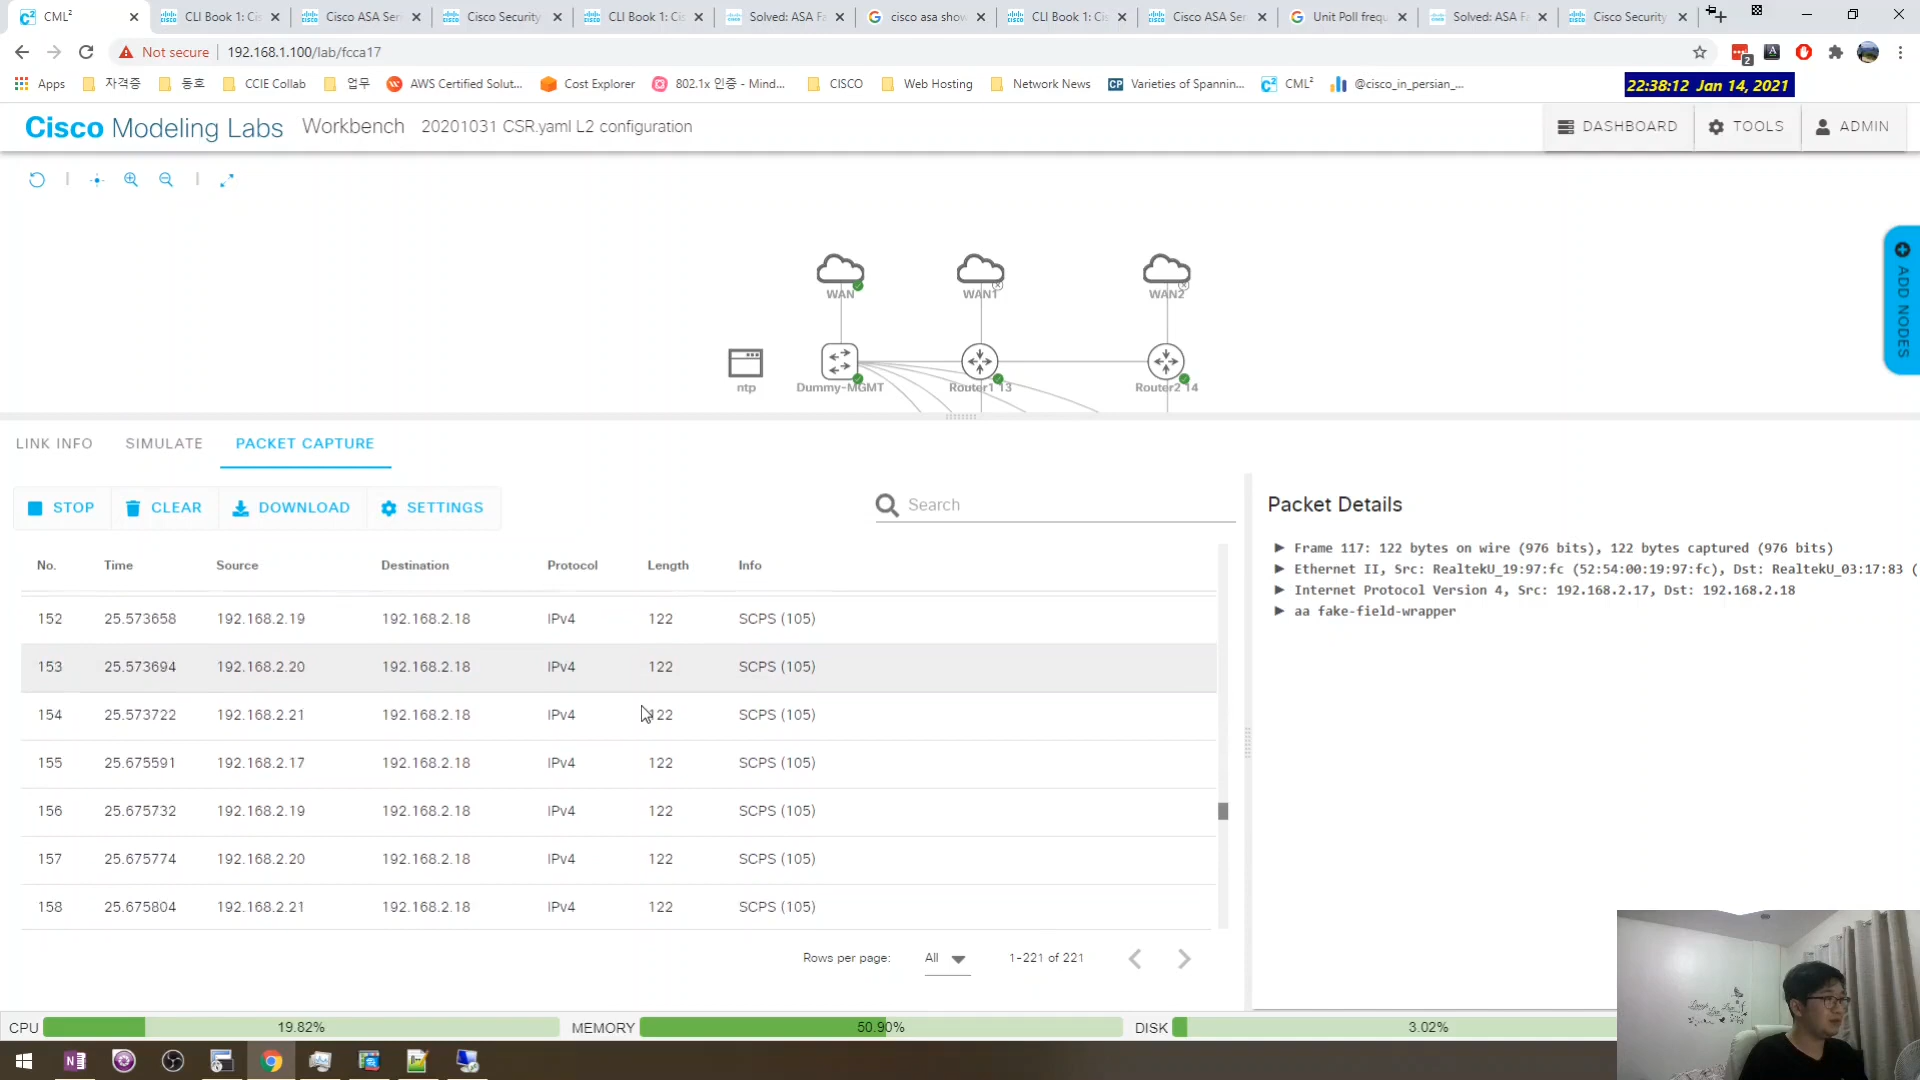 CML²
CLI Book 1: Cis
Cisco ASA Ser
Cisco Security
CLI Book 1: Cis
Solved: ASA Fa
cisco asa show
CLI Book 1: Cis
Cisco ASA Ser
Unit Poll frequ
Solved: ASA Fa
Cisco Security
Not secure
192.168.1.100/lab/fcca17
2
Apps
자격증
동호
CCIE Collab
업무
AWS Certified Solut...
Cost Explorer
802.1x 인증 - Mind...
CISCO
Web Hosting
Network News
CP
Varieties of Spannin...
CML²
@cisco_in_persian_...
22:38:12 Jan 14, 2021
Cisco Modeling Labs
Workbench
20201031 CSR.yaml L2 configuration
DASHBOARD
TOOLS
ADMIN
WAN
WAN1
WAN2
ADD NODES
ntp
Dummy-MGMT
Router1 13
Router2 14
LINK INFO
SIMULATE
PACKET CAPTURE
STOP
CLEAR
DOWNLOAD
SETTINGS
Search
Packet Details
Frame 117: 122 bytes on wire (976 bits), 122 bytes captured (976 bits)
Ethernet II, Src: RealtekU_19:97:fc (52:54:00:19:97:fc), Dst: RealtekU_03:17:83 (
Internet Protocol Version 4, Src: 192.168.2.17, Dst: 192.168.2.18
aa fake-field-wrapper
No. Time Source Destination Protocol Length Info
152 25.573658 192.168.2.19 192.168.2.18 IPv4 122 SCPS (105)
153 25.573694 192.168.2.20 192.168.2.18 IPv4 122 SCPS (105)
154 25.573722 192.168.2.21 192.168.2.18 IPv4 122 SCPS (105)
155 25.675591 192.168.2.17 192.168.2.18 IPv4 122 SCPS (105)
156 25.675732 192.168.2.19 192.168.2.18 IPv4 122 SCPS (105)
157 25.675774 192.168.2.20 192.168.2.18 IPv4 122 SCPS (105)
158 25.675804 192.168.2.21 192.168.2.18 IPv4 122 SCPS (105)
Rows per page:
All
1-221 of 221
CPU
19.82%
MEMORY
50.90%
DISK
3.02%